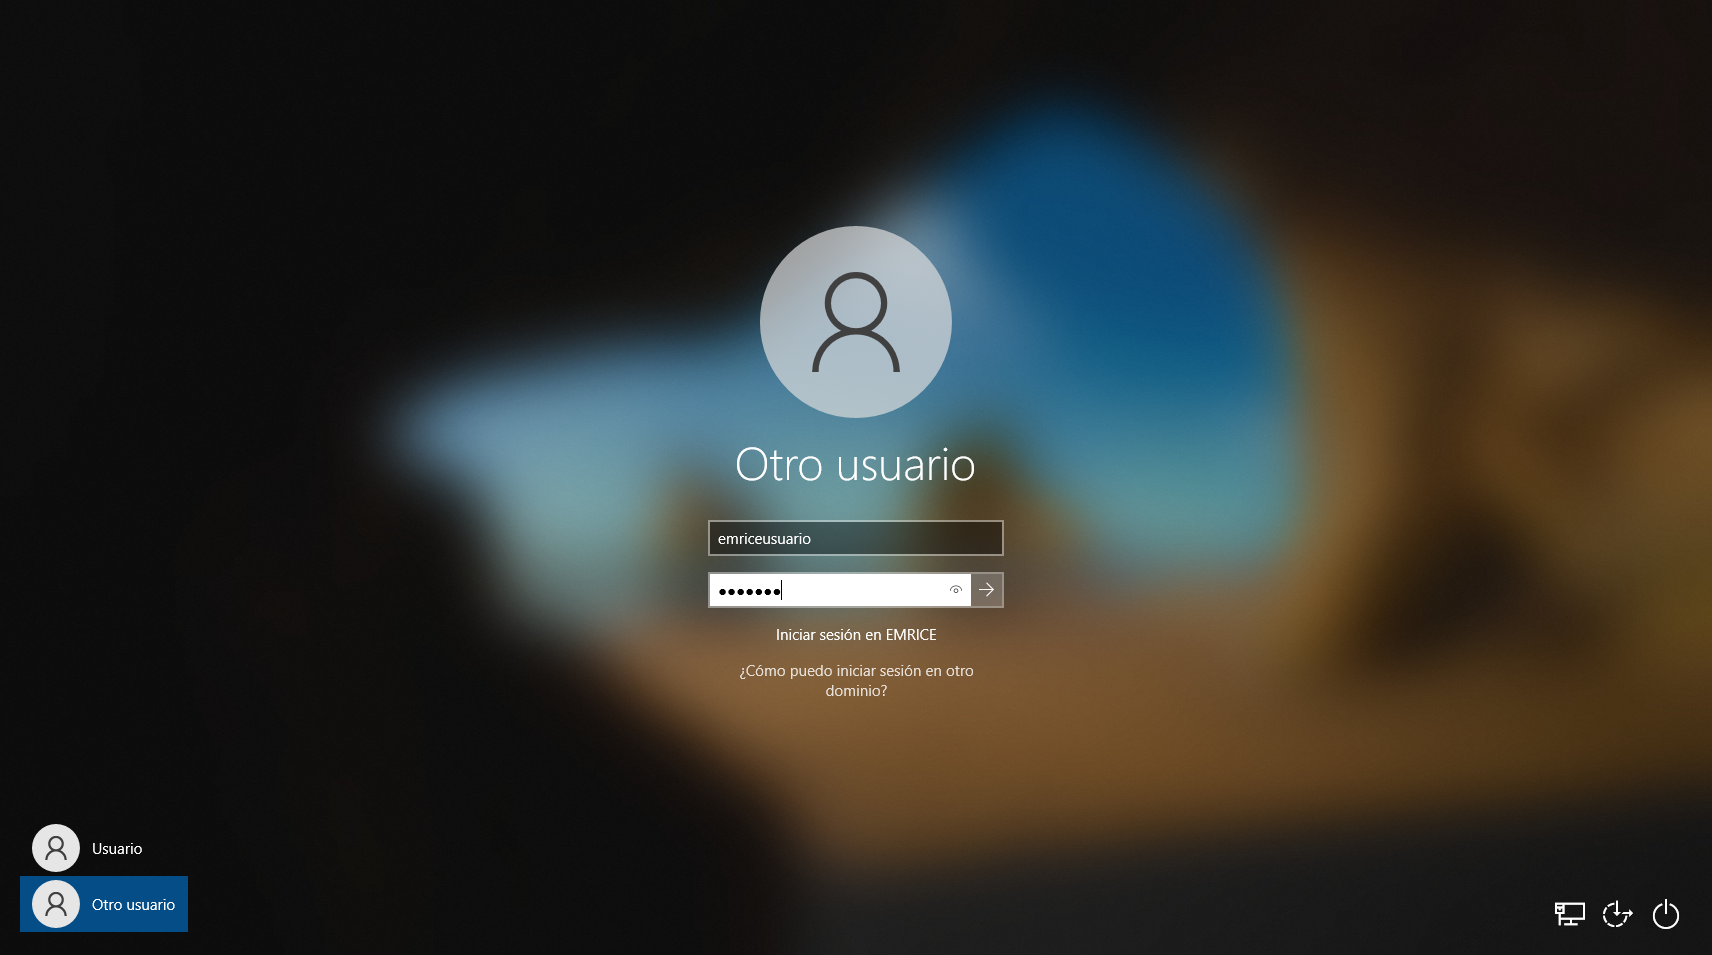 Otro usuario
emriceusuario
●●●●●●●
Iniciar sesión en EMRICE
¿Cómo puedo iniciar sesión en otro
dominio?
Usuario
Otro usuario